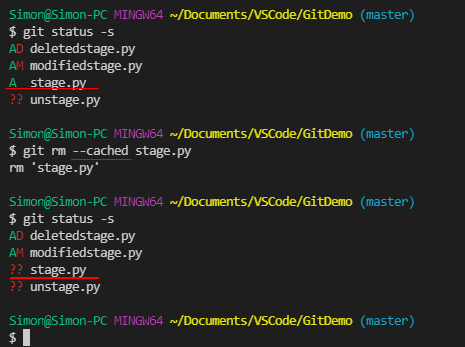 Simon@Simon-PC MINGW64 ~/Documents/VSCode/GitDemo (master)
$ git status -s
AD deletedstage.py
AM modifiedstage.py
A  stage.py
?? unstage.py

Simon@Simon-PC MINGW64 ~/Documents/VSCode/GitDemo (master)
$ git rm --cached stage.py
rm 'stage.py'

Simon@Simon-PC MINGW64 ~/Documents/VSCode/GitDemo (master)
$ git status -s
AD deletedstage.py
AM modifiedstage.py
?? stage.py
?? unstage.py

Simon@Simon-PC MINGW64 ~/Documents/VSCode/GitDemo (master)
$